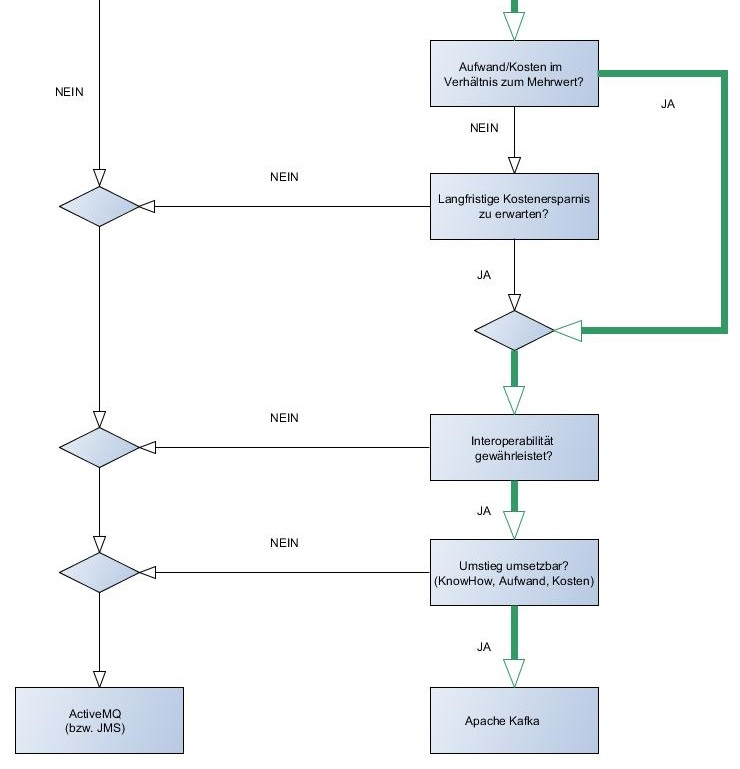 Aufwand/Kosten im
Verhältnis zum Mehrwert?
NEIN
JA
NEIN
NEIN
Langfristige Kostenersparnis
zu erwarten?
JA
NEIN
Interoperabilität
gewährleistet?
JA
NEIN
Umstieg umsetzbar?
(KnowHow, Aufwand, Kosten)
JA
ActiveMQ
(bzw. JMS)
Apache Kafka